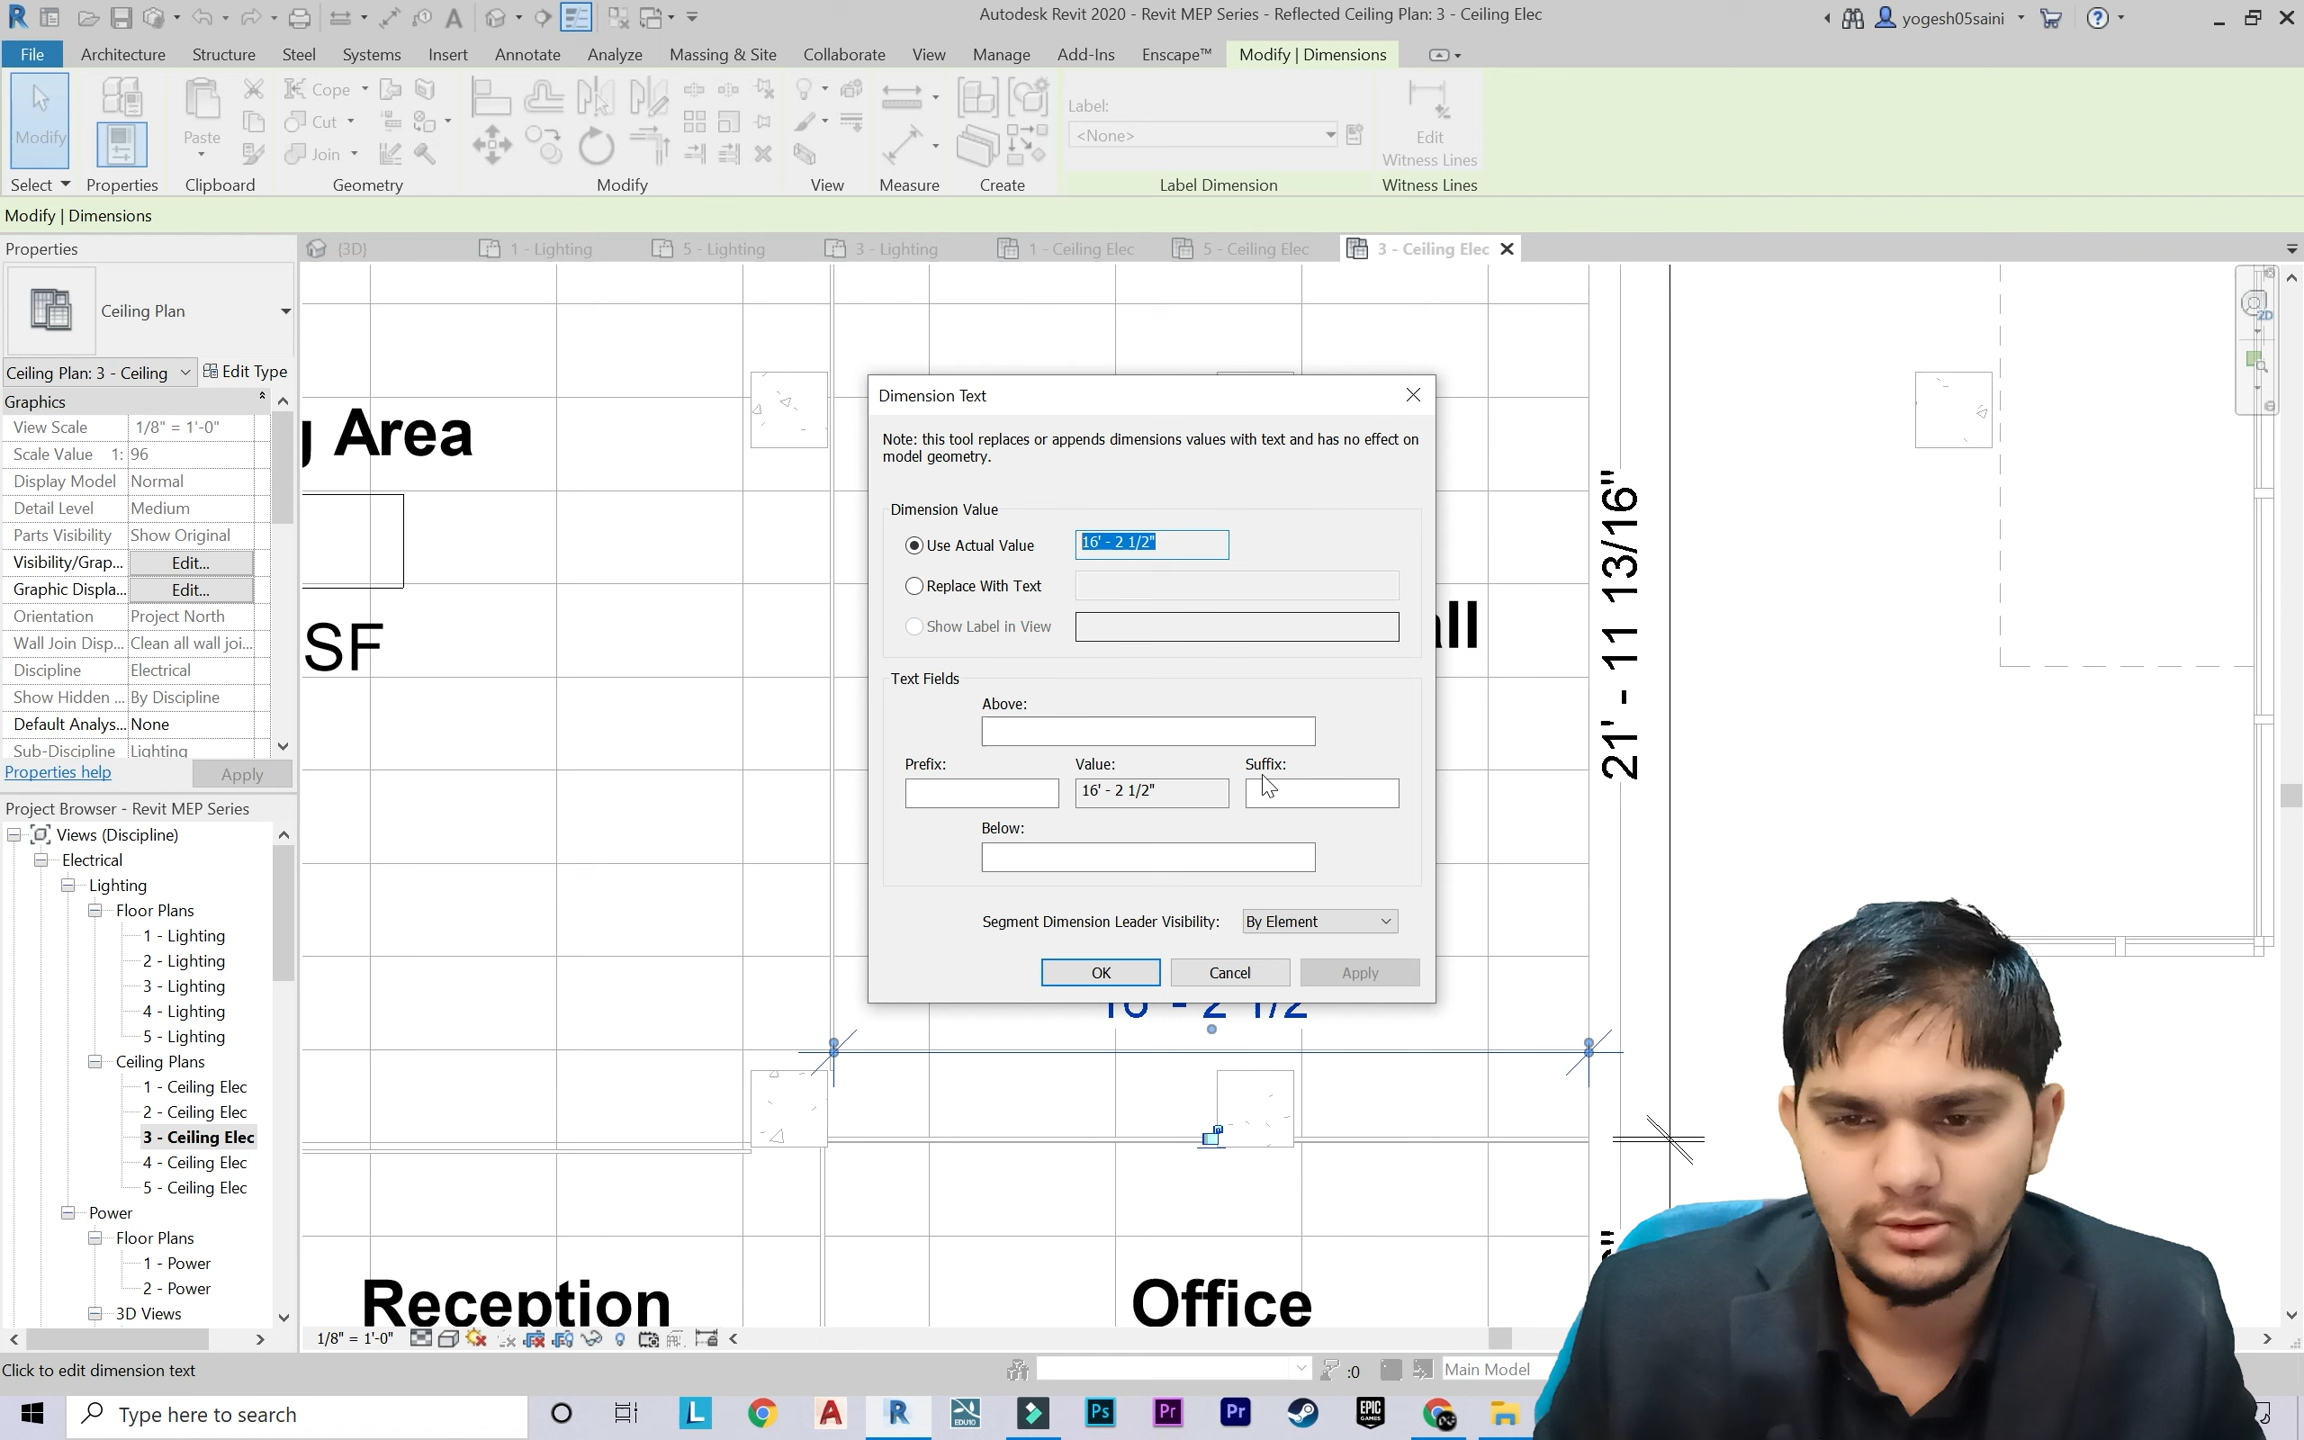 Autodesk Revit 2020 - Revit MEP Series - Reflected Ceiling Plan: 3 - Ceiling Elec
yogesh05saini
File Architecture Structure Steel Systems Insert Annotate Analyze Massing & Site Collaborate View Manage Add-Ins Enscape™ Modify | Dimensions
Modify
Paste
Cope
Cut
Join
Label:
<None>
Edit
Witness Lines
Select Properties Clipboard Geometry Modify View Measure Create Label Dimension Witness Lines
Modify | Dimensions
Properties
{3D} 1 - Lighting 5 - Lighting 3 - Lighting 1 - Ceiling Elec 5 - Ceiling Elec 3 - Ceiling Elec
Ceiling Plan
Ceiling Plan: 3 - Ceiling Edit Type
Graphics
View Scale 1/8" = 1'-0"
Scale Value 1: 96
Display Model Normal
Detail Level Medium
Parts Visibility Show Original
Visibility/Grap... Edit...
Graphic Displa... Edit...
Orientation Project North
Wall Join Disp... Clean all wall joi...
Discipline Electrical
Show Hidden ... By Discipline
Default Analys... None
Sub-Discipline Lighting
Properties help Apply
Project Browser - Revit MEP Series
Views (Discipline)
Electrical
Lighting
Floor Plans
1 - Lighting
2 - Lighting
3 - Lighting
4 - Lighting
5 - Lighting
Ceiling Plans
1 - Ceiling Elec
2 - Ceiling Elec
3 - Ceiling Elec
4 - Ceiling Elec
5 - Ceiling Elec
Power
Floor Plans
1 - Power
2 - Power
3D Views
Area
SF
21' - 11 13/16"
Dimension Text
Note: this tool replaces or appends dimensions values with text and has no effect on
model geometry.
Dimension Value
Use Actual Value 16' - 2 1/2"
Replace With Text
Show Label in View
Text Fields
Above:
Prefix: Value: Suffix:
16' - 2 1/2"
Below:
Segment Dimension Leader Visibility: By Element
OK Cancel Apply
16' - 2 1/2"
Reception
Office
1/8" = 1'-0"
Click to edit dimension text
:0
Main Model
Type here to search
L
A
R
EDU10
Ps
Pr
Pr
EPIC
GAMES